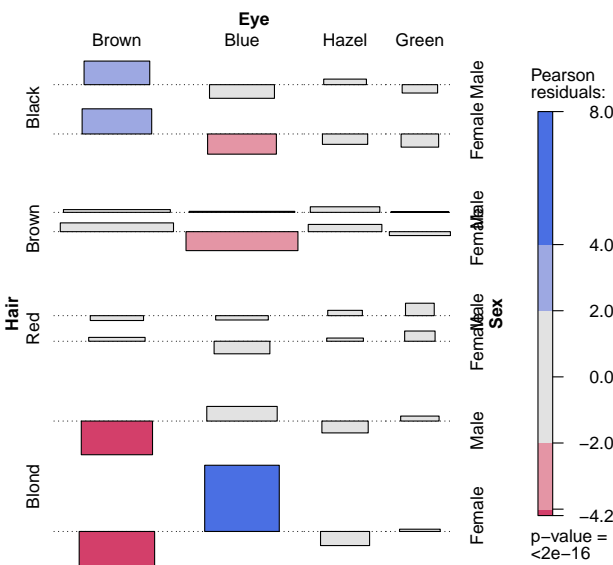 Eye
Brown Blue Hazel Green
Hair
Black
Brown
Red
Blond
Male
Female
Male
Female
Male
Female
Male
Female
Sex
Pearson
residuals:
8.0
4.0
2.0
0.0
−2.0
−4.2
p−value =
<2e−16